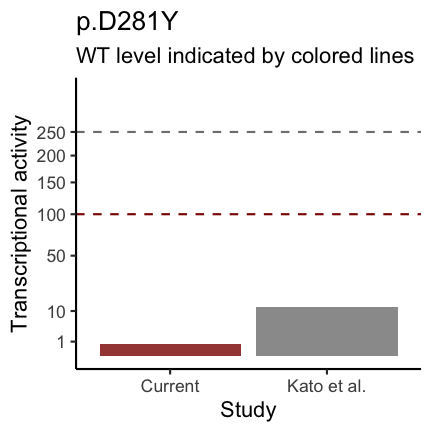 p.D281Y
WT level indicated by colored lines
Transcriptional activity
250
200
150
100
50
10
1
Current
Kato et al.
Study